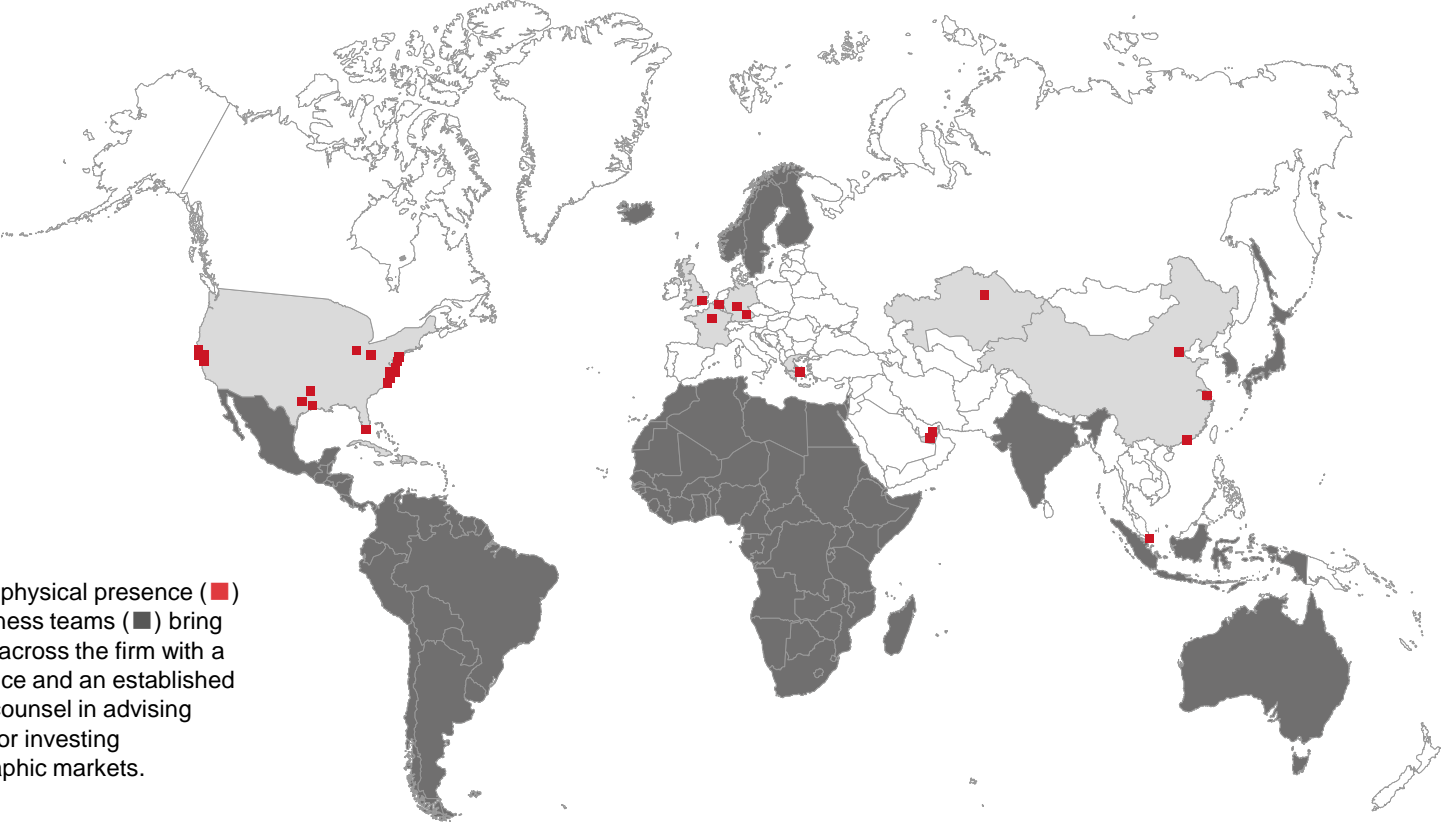 physical presence (■)
ness teams (■) bring
across the firm with a
ce and an established
counsel in advising
or investing
aphic markets.